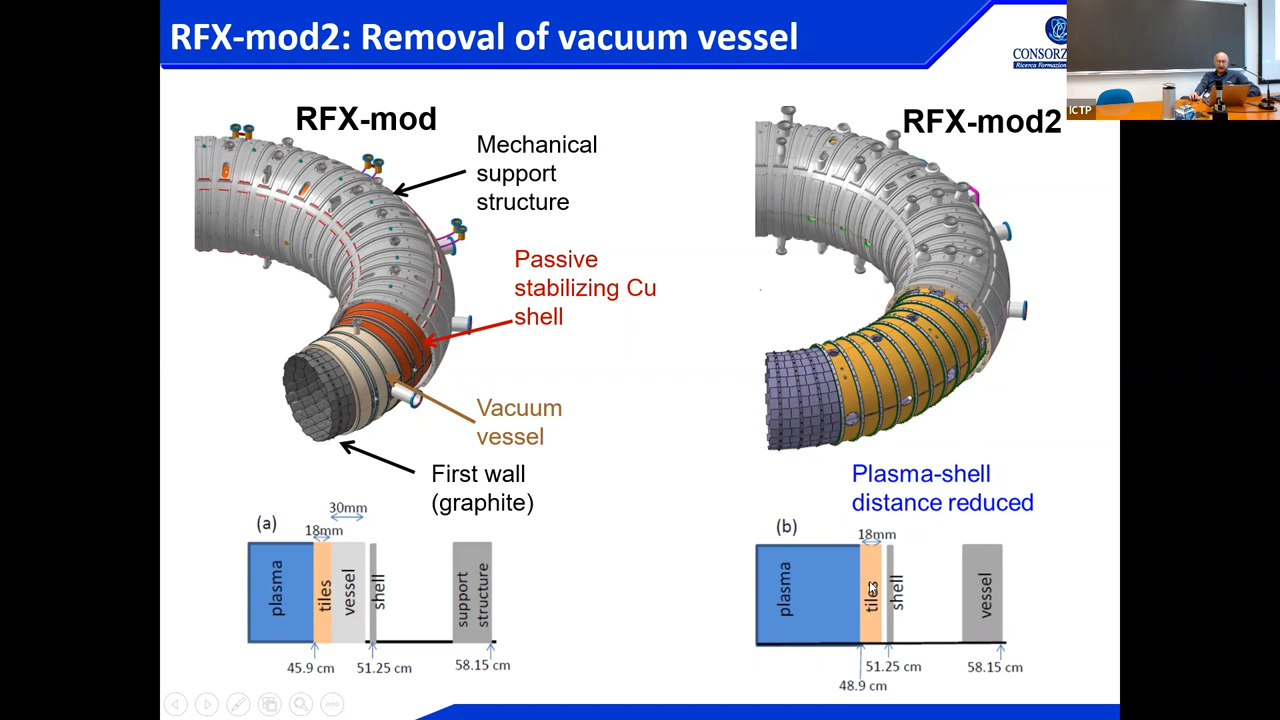 RFX-mod2: Removal of vacuum vessel
CONSORZ
Ricerca Formazion
ICTP
RFX-mod
RFX-mod2
Mechanical
support
structure
Passive
stabilizing Cu
shell
Vacuum
vessel
First wall
(graphite)
Plasma-shell
distance reduced
(a)
30mm
18mm
plasma
tiles
vessel
shell
support
structure
45.9 cm
51.25 cm
58.15 cm
(b)
18mm
plasma
tiles
shell
vessel
51.25 cm
58.15 cm
48.9 cm